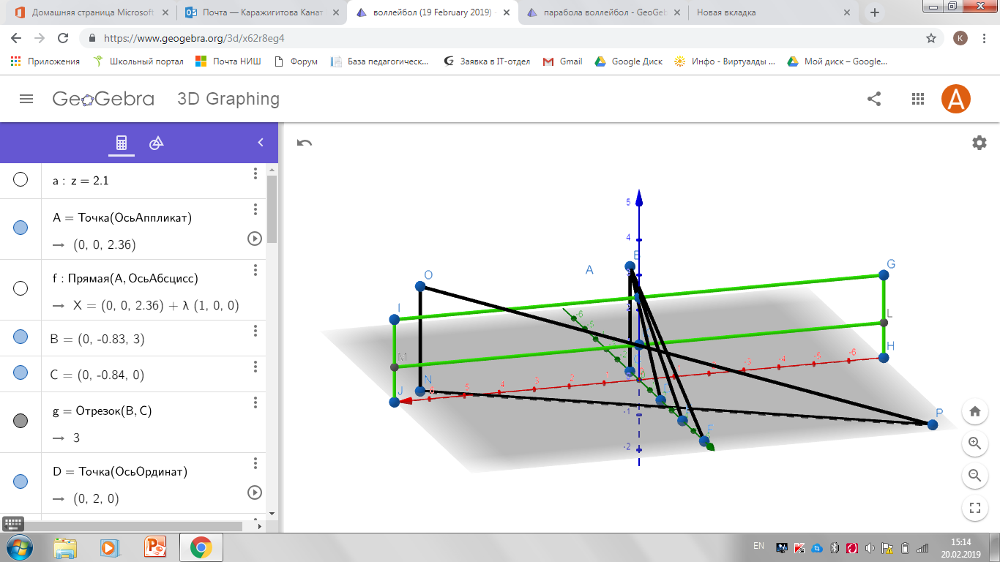 Домашняя страница Microsoft
Почта — Каражигитова Канат
воллейбол (19 February 2019) -
парабола воллейбол - GeoGeb
Новая вкладка
https://www.geogebra.org/3d/x62r8eg4
K
Приложения
Школьный портал
Почта НИШ
Форум
База педагогическ...
Заявка в IT-отдел
Gmail
Google Диск
Инфо - Виртуалды ...
Мой диск – Google...
GeoGebra
3D Graphing
A
a : z = 2.1
A = Точка(ОсьАппликат)
→ (0, 0, 2.36)
f : Прямая(A, ОсьАбсцисс)
→ X = (0, 0, 2.36) + λ (1, 0, 0)
B = (0, -0.83, 3)
C = (0, -0.84, 0)
g = Отрезок(B, C)
→ 3
D = Точка(ОсьОрдинат)
→ (0, 2, 0)
5
4
B
A
G
O
I
-6
-5
L
M
H
-3
-4
-5
-6
1
2
3
4
5
6
N
J
0
-1
-2
P
EN
15:14
20.02.2019